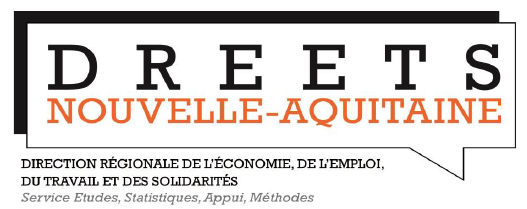 DREETS
NOUVELLE-AQUITAINE
DIRECTION RÉGIONALE DE L'ÉCONOMIE, DE L'EMPLOI,
DU TRAVAIL ET DES SOLIDARITÉS
Service Etudes, Statistiques, Appui, Méthodes